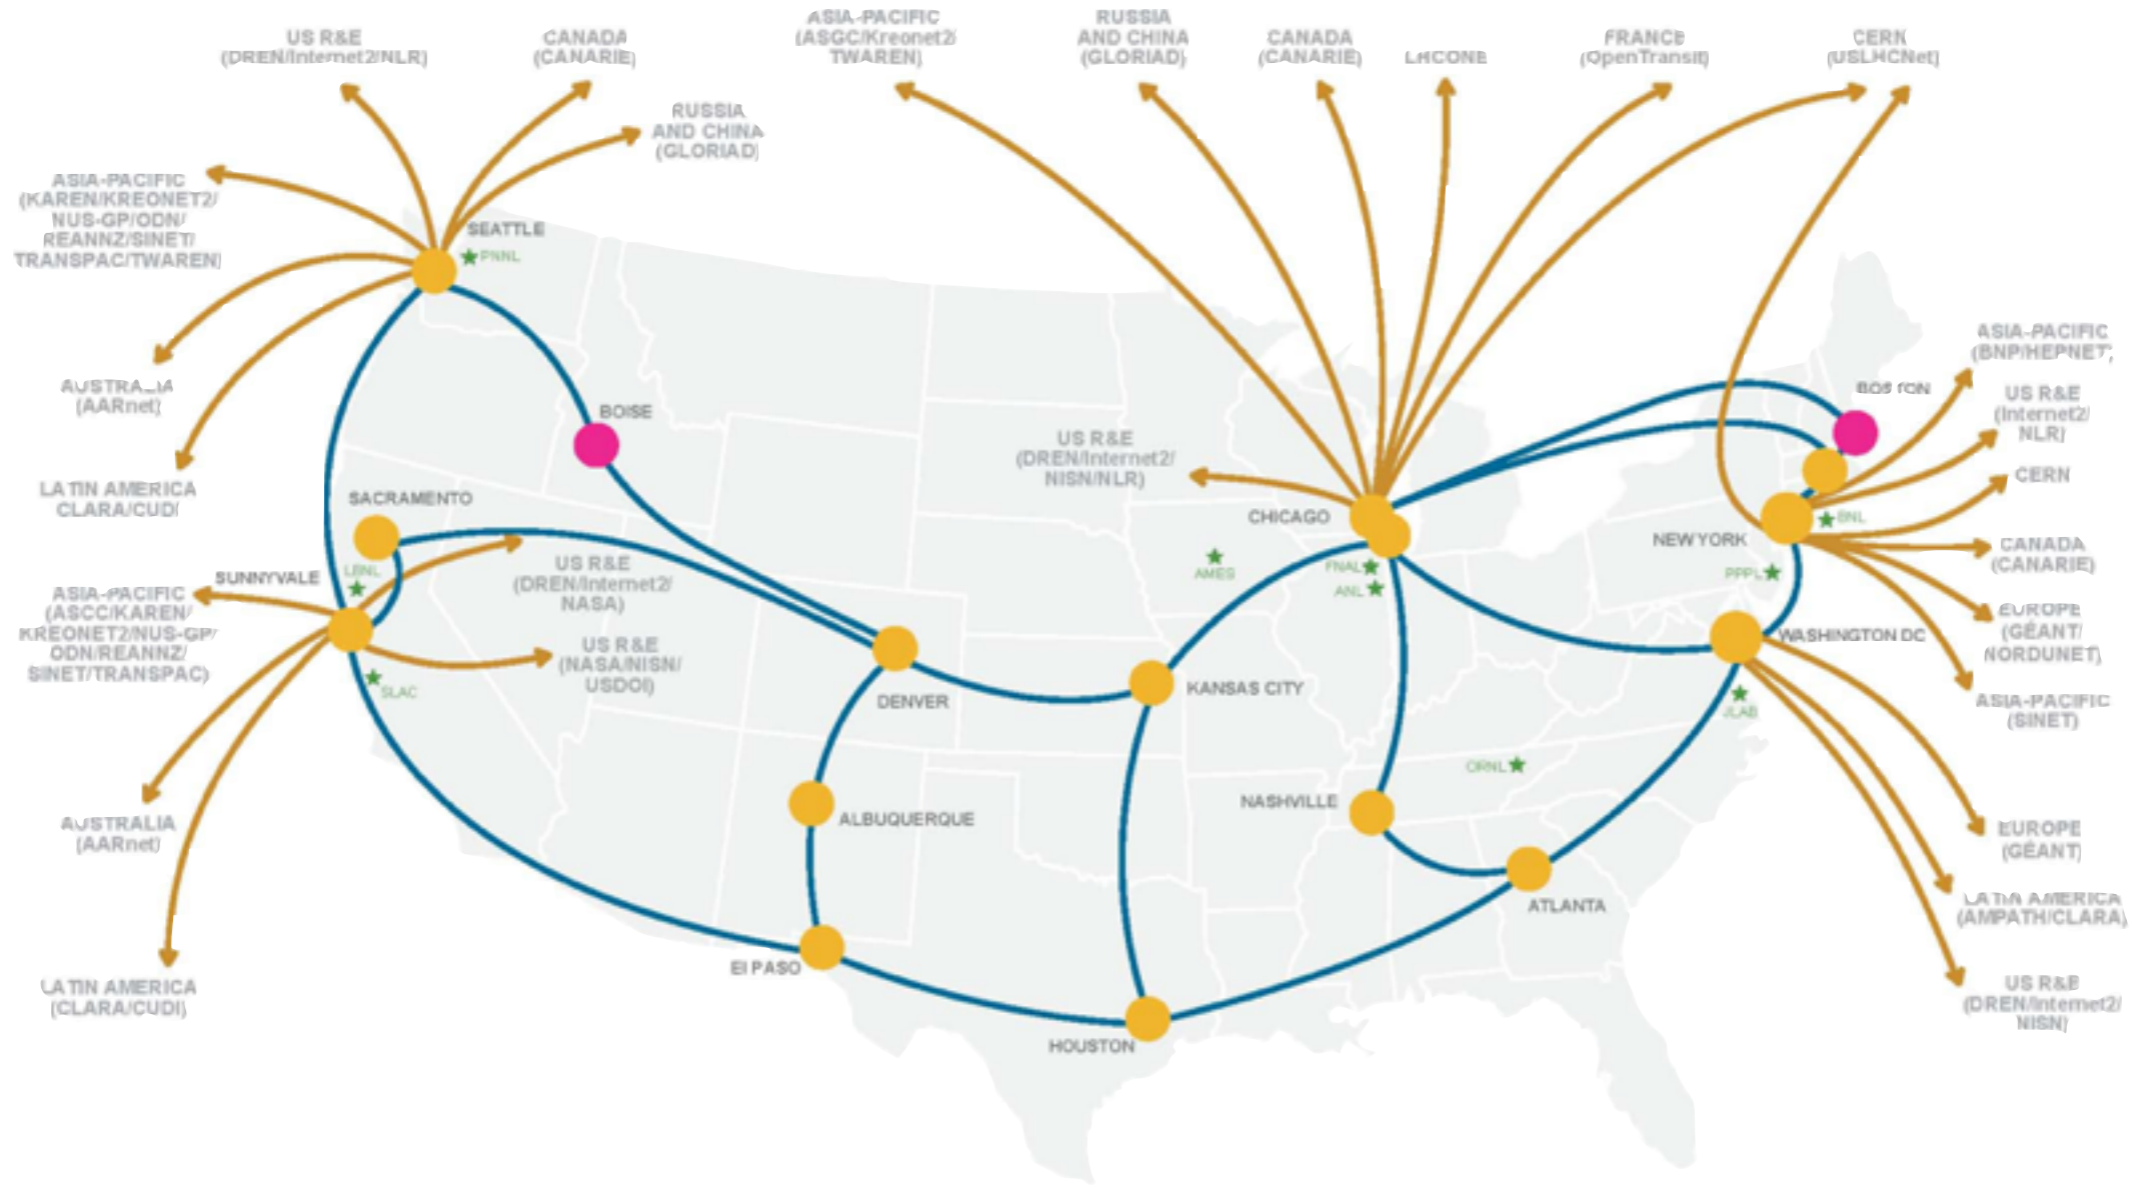 US R&E
(DREN/Internet2/NLR)
CANADA
(CANARIE)
ASIA-PACIFIC
(ASGC/Kreonet2/
TWAREN)
RUSSIA
AND CHINA
(GLORIAD)
CANADA
(CANARIE)
LHCONE
FRANCE
(OpenTransit)
CERN
(USLHCNet)
RUSSIA
AND CHINA
(GLORIAD)
ASIA-PACIFIC
(KAREN/KREONET2/
NUS-GP/ODN/
REANNZ/SINET/
TRANSPAC/TWAREN)
SEATTLE
PNNL
AUSTRALIA
(AARnet)
LATIN AMERICA
CLARA/CUDI
BOISE
SACRAMENTO
LBNL
SUNNYVALE
ASIA-PACIFIC
(ASCC/KAREN/
KREONET2/NUS-GP/
ODN/REANNZ/
SINET/TRANSPAC)
SLAC
US R&E
(DREN/Internet2/
NASA)
US R&E
(NASA/NISN/
USDOI)
AUSTRALIA
(AARnet)
LATIN AMERICA
(CLARA/CUDI)
DENVER
ALBUQUERQUE
El PASO
US R&E
(DREN/Internet2/
NISN/NLR)
CHICAGO
AMES
FNAL
ANL
KANSAS CITY
HOUSTON
NASHVILLE
ORNL
ATLANTA
BOSTON
NEW YORK
BNL
PPPL
WASHINGTON DC
JLAB
ASIA-PACIFIC
(BNP/HEPNET)
US R&E
(Internet2/
NLR)
CERN
CANADA
(CANARIE)
EUROPE
(GÉANT/
NORDUNET)
ASIA-PACIFIC
(SINET)
EUROPE
(GÉANT)
LATIN AMERICA
(AMPATH/CLARA)
US R&E
(DREN/Internet2/
NISN)